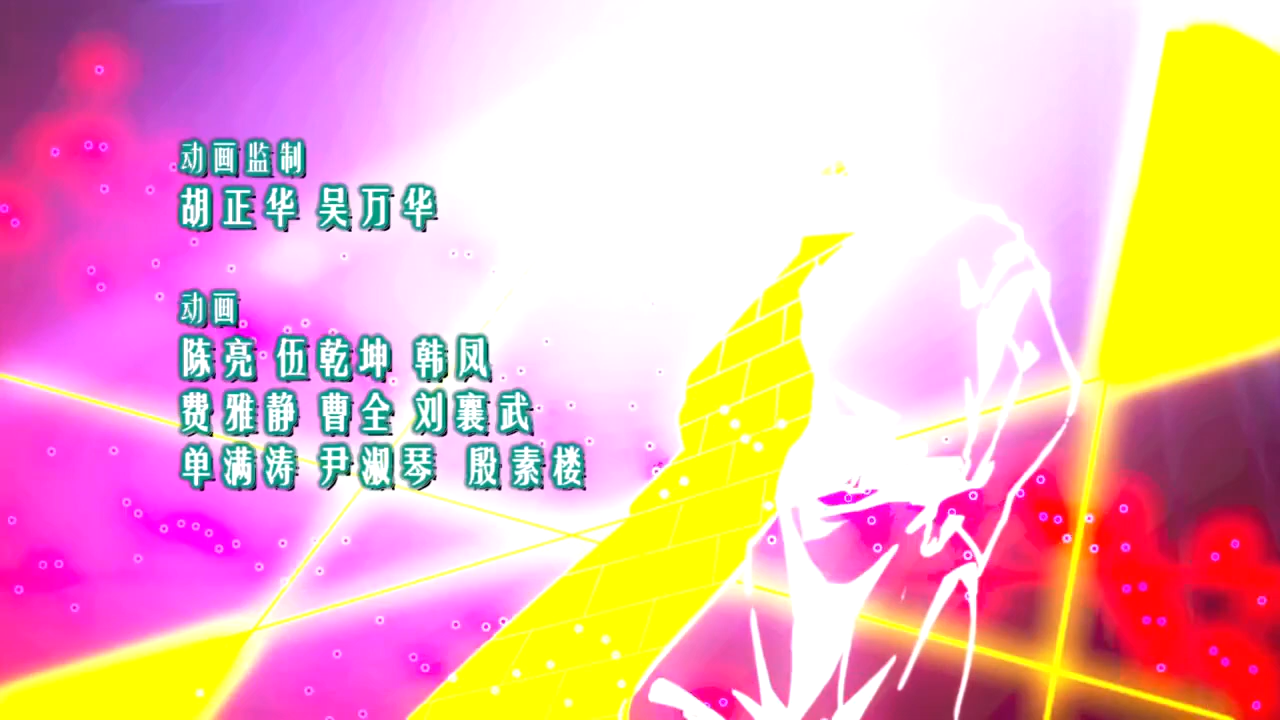 动画监制
胡正华 吴万华
动画
陈亮 伍乾坤 韩凤
费雅静 曹全 刘襄武
单满涛 尹淑琴 殷素楼